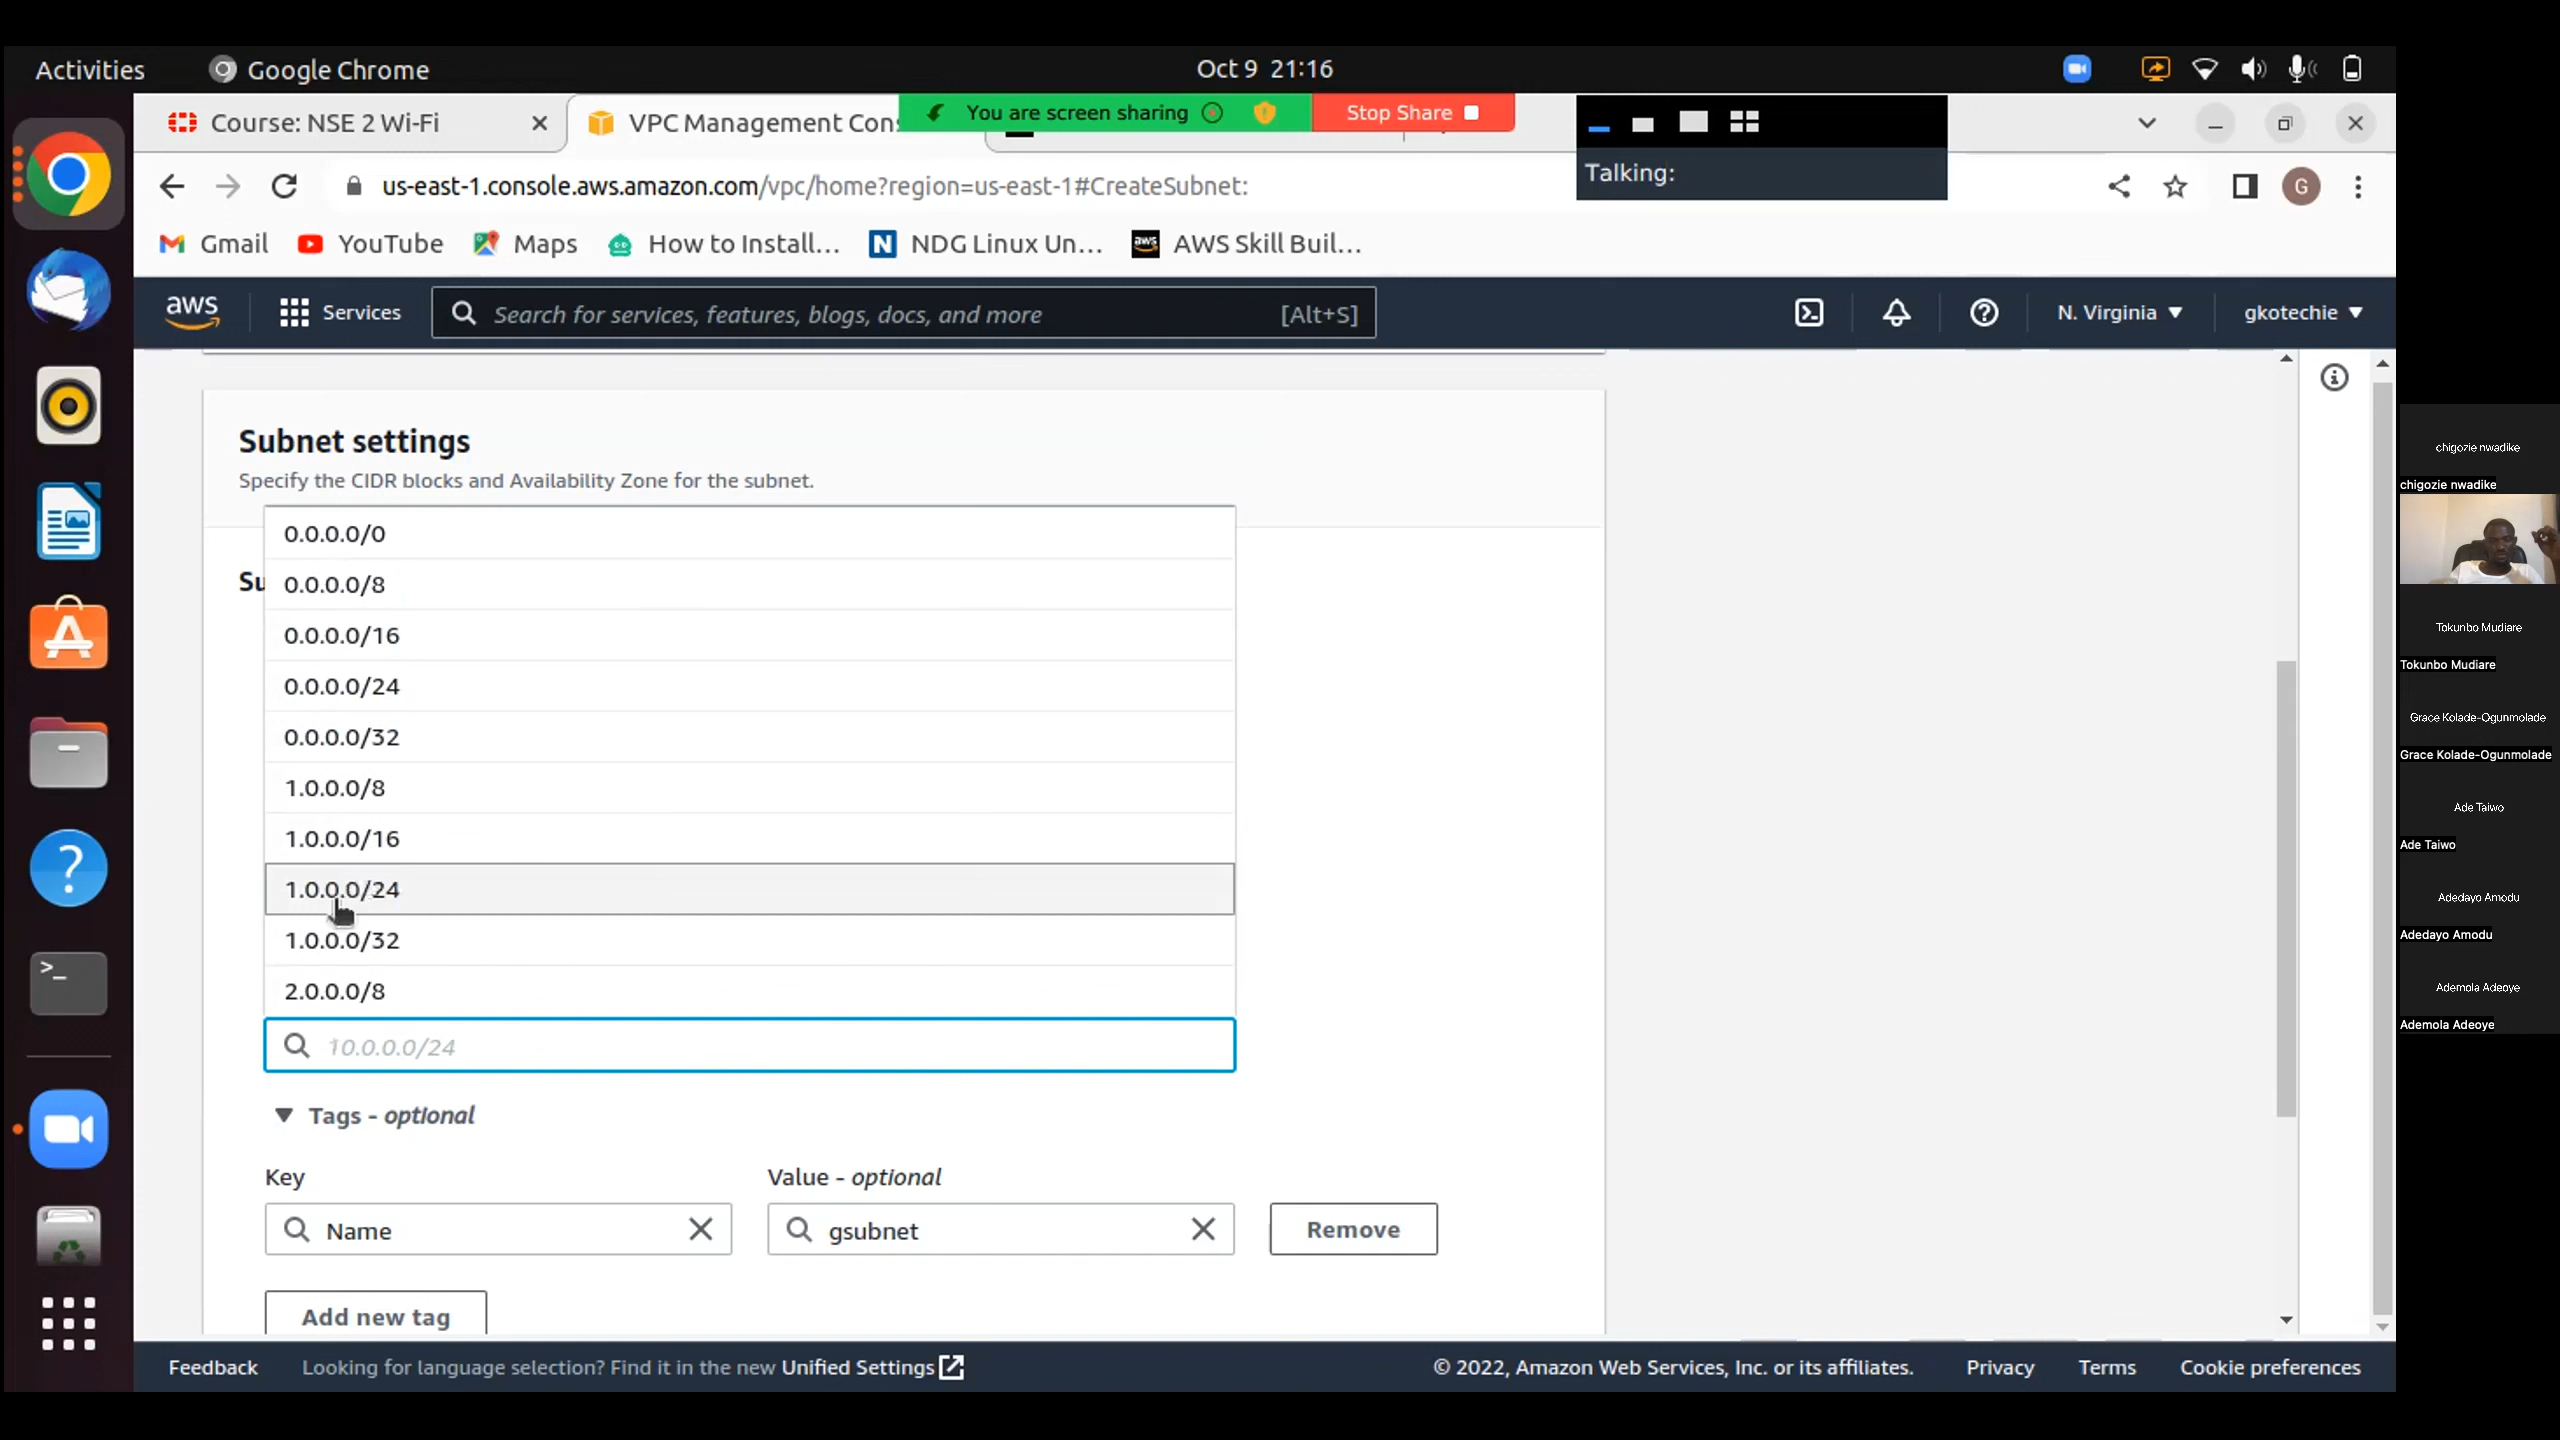 Activities
Google Chrome
Oct 9 21:16
Course: NSE 2 Wi-Fi
VPC Management Con
You are screen sharing
Stop Share
Talking:
us-east-1.console.aws.amazon.com/vpc/home?region=us-east-1#CreateSubnet:
G
Gmail
YouTube
Maps
How to Install...
NDG Linux Un...
AWS Skill Buil...
aws
Services
Search for services, features, blogs, docs, and more
[Alt+S]
N. Virginia
gkotechie
Subnet settings
Specify the CIDR blocks and Availability Zone for the subnet.
Su
0.0.0.0/0
0.0.0.0/8
0.0.0.0/16
0.0.0.0/24
0.0.0.0/32
1.0.0.0/8
1.0.0.0/16
1.0.0.0/24
1.0.0.0/32
2.0.0.0/8
10.0.0.0/24
Tags - optional
Key
Value - optional
Name
gsubnet
Remove
Add new tag
Feedback
Looking for language selection? Find it in the new Unified Settings
© 2022, Amazon Web Services, Inc. or its affiliates.
Privacy
Terms
Cookie preferences
chigozie nwadike
chigozie nwadike
Tokunbo Mudiare
Tokunbo Mudiare
Grace Kolade-Ogunmolade
Grace Kolade-Ogunmolade
Ade Taiwo
Ade Taiwo
Adedayo Amodu
Adedayo Amodu
Ademola Adeoye
Ademola Adeoye